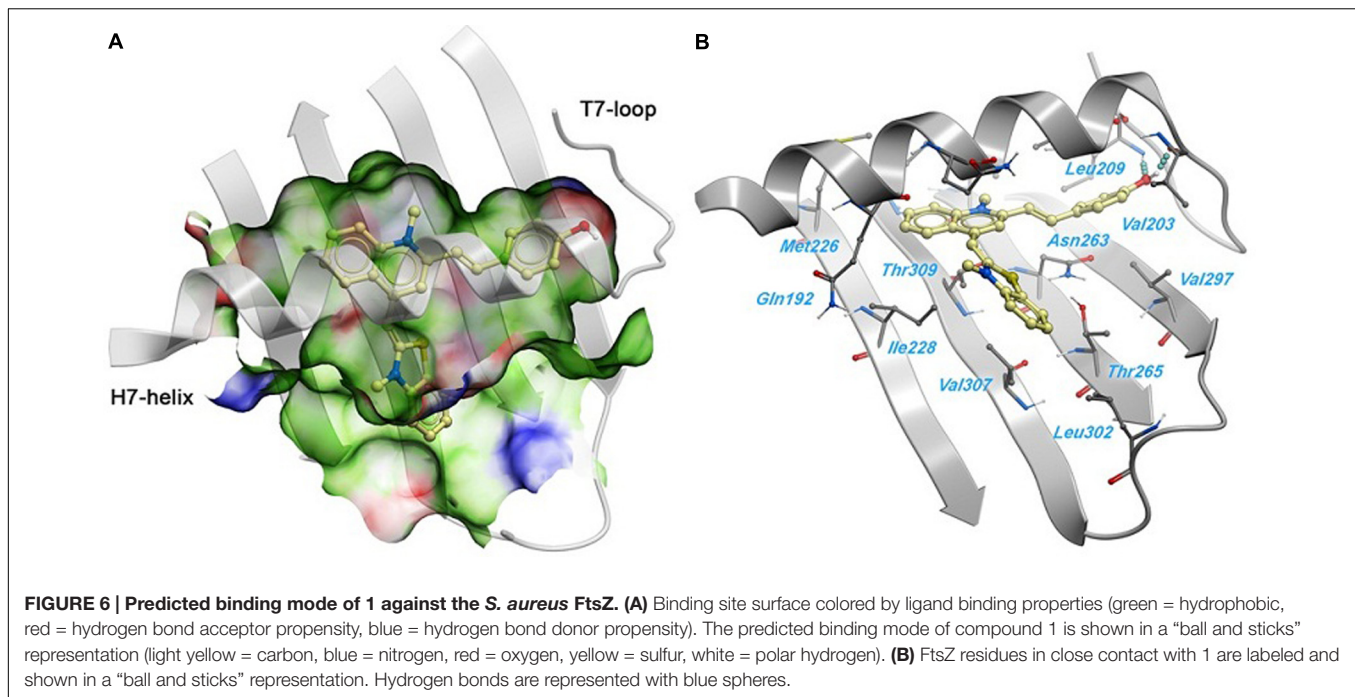 A
B
T7-loop
H7-helix
Leu209
Val203
Met226
Asn263
Thr309
Val297
Gln192
Ile228
Val307
Thr265
Leu302
FIGURE 6 | Predicted binding mode of 1 against the S. aureus FtsZ. (A) Binding site surface colored by ligand binding properties (green = hydrophobic,
red = hydrogen bond acceptor propensity, blue = hydrogen bond donor propensity). The predicted binding mode of compound 1 is shown in a “ball and sticks”
representation (light yellow = carbon, blue = nitrogen, red = oxygen, yellow = sulfur, white = polar hydrogen). (B) FtsZ residues in close contact with 1 are labeled and
shown in a “ball and sticks” representation. Hydrogen bonds are represented with blue spheres.